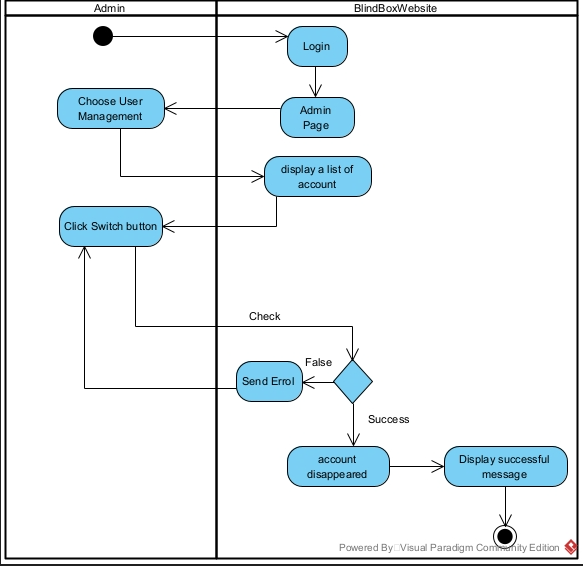 Admin
BlindBoxWebsite
Login
Admin
Page
Choose User
Management
display a list of
account
Click Switch button
Check
False
Send Errol
Success
account
disappeared
Display successful
message
Powered By Visual Paradigm Community Edition